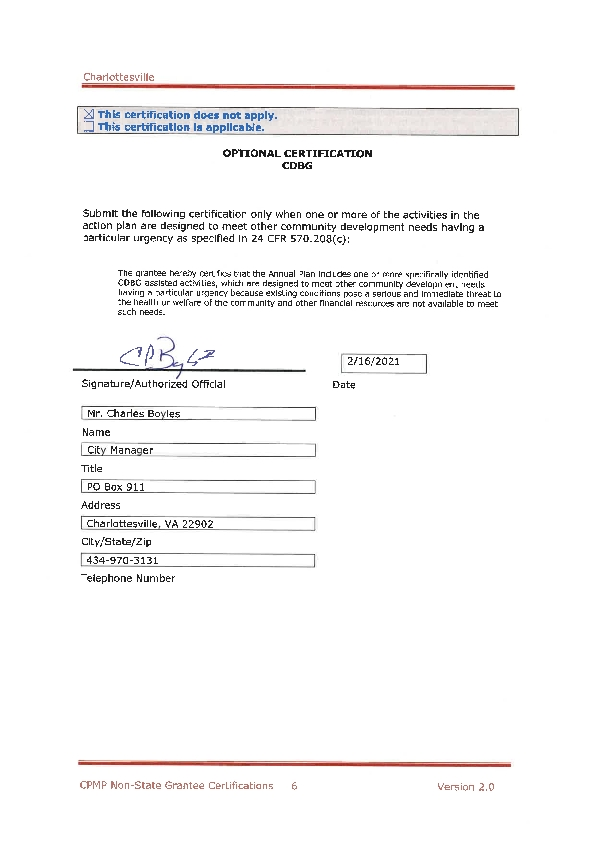 Charlottesville
☒ This certification does not apply.
☐ This certification is applicable.
OPTIONAL CERTIFICATION
CDBG
Submit the following certification only when one or more of the activities in the
action plan are designed to meet other community development needs having a
particular urgency as specified in 24 CFR 570.208(c):
The grantee hereby certifies that the Annual Plan includes one or more specifically identified
CDBG-assisted activities, which are designed to meet other community development needs
having a particular urgency because existing conditions pose a serious and immediate threat to
the health or welfare of the community and other financial resources are not available to meet
such needs.
2/16/2021
Signature/Authorized Official
Date
Mr. Charles Boyles
Name
City Manager
Title
PO Box 911
Address
Charlottesville, VA 22902
City/State/Zip
434-970-3131
Telephone Number
CPMP Non-State Grantee Certifications 6 Version 2.0